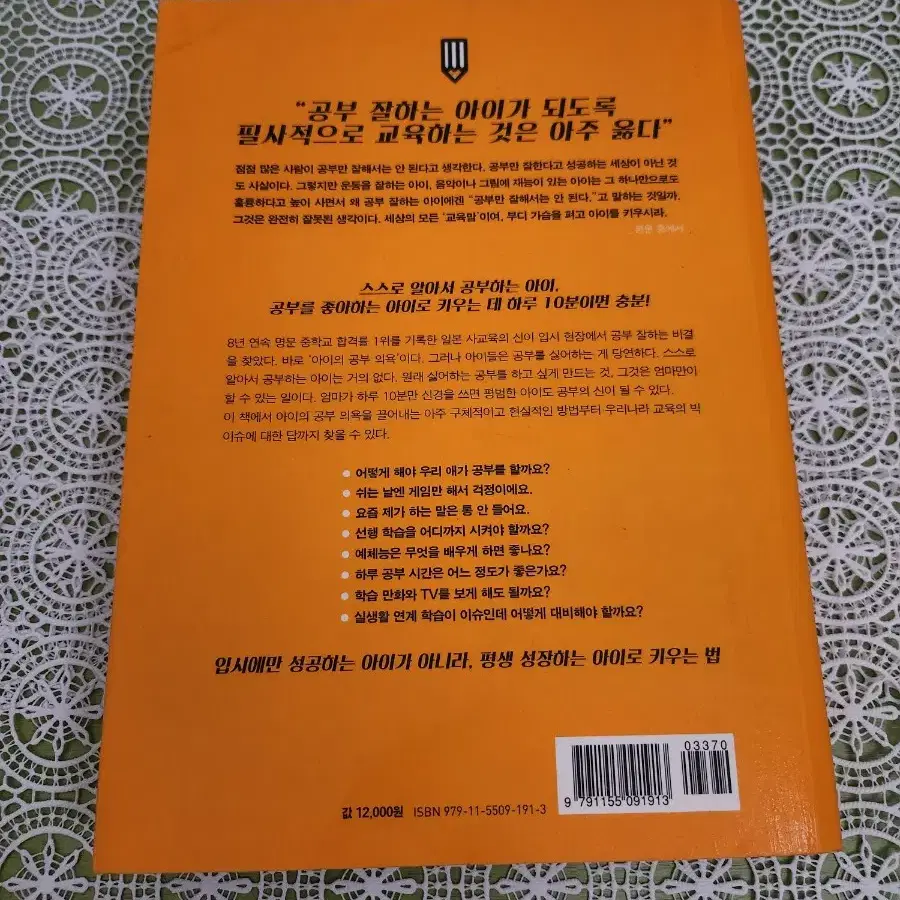 “공부 잘하는 아이가 되도록
필사적으로 교육하는 것은 아주 옳다”
점점 많은 사람이 공부만 잘해서는 안 된다고 생각한다. 공부만 잘한다고 성공하는 세상이 아닌 것
도 사실이다. 그렇지만 운동을 잘하는 아이, 음악이나 그림에 재능이 있는 아이는 그 하나만으로도
훌륭하다고 높이 사면서 왜 공부 잘하는 아이에겐 “공부만 잘해서는 안 된다.”고 말하는 것일까.
그것은 완전히 잘못된 생각이다. 세상의 모든 ‘교육맘’이여, 부디 가슴을 펴고 아이를 키우시라.
본문 중에서
스스로 알아서 공부하는 아이,
공부를 좋아하는 아이로 키우는 데 하루 10분이면 충분!
8년 연속 명문 중학교 합격률 1위를 기록한 일본 사교육의 신이 입시 현장에서 공부 잘하는 비결
을 찾았다. 바로 ‘아이의 공부 의욕’이다. 그러나 아이들은 공부를 싫어하는 게 당연하다. 스스로
알아서 공부하는 아이는 거의 없다. 원래 싫어하는 공부를 하고 싶게 만드는 것, 그것은 엄마만이
할 수 있는 일이다. 엄마가 하루 10분만 신경을 쓰면 평범한 아이도 공부의 신이 될 수 있다.
이 책에서 아이의 공부 의욕을 끌어내는 아주 구체적이고 현실적인 방법부터 우리나라 교육의 빅
이슈에 대한 답까지 찾을 수 있다.
● 어떻게 해야 우리 애가 공부를 할까요?
● 쉬는 날엔 게임만 해서 걱정이에요.
● 요즘 제가 하는 말은 통 안 들어요.
● 선행 학습을 어디까지 시켜야 할까요?
● 예체능은 무엇을 배우게 하면 좋나요?
● 하루 공부 시간은 어느 정도가 좋은가요?
● 학습 만화와 TV를 보게 해도 될까요?
● 실생활 연계 학습이 이슈인데 어떻게 대비해야 할까요?
입시에만 성공하는 아이가 아니라, 평생 성장하는 아이로 키우는 법
03370
9 791155 091913
값 12,000원 ISBN 979-11-5509-191-3